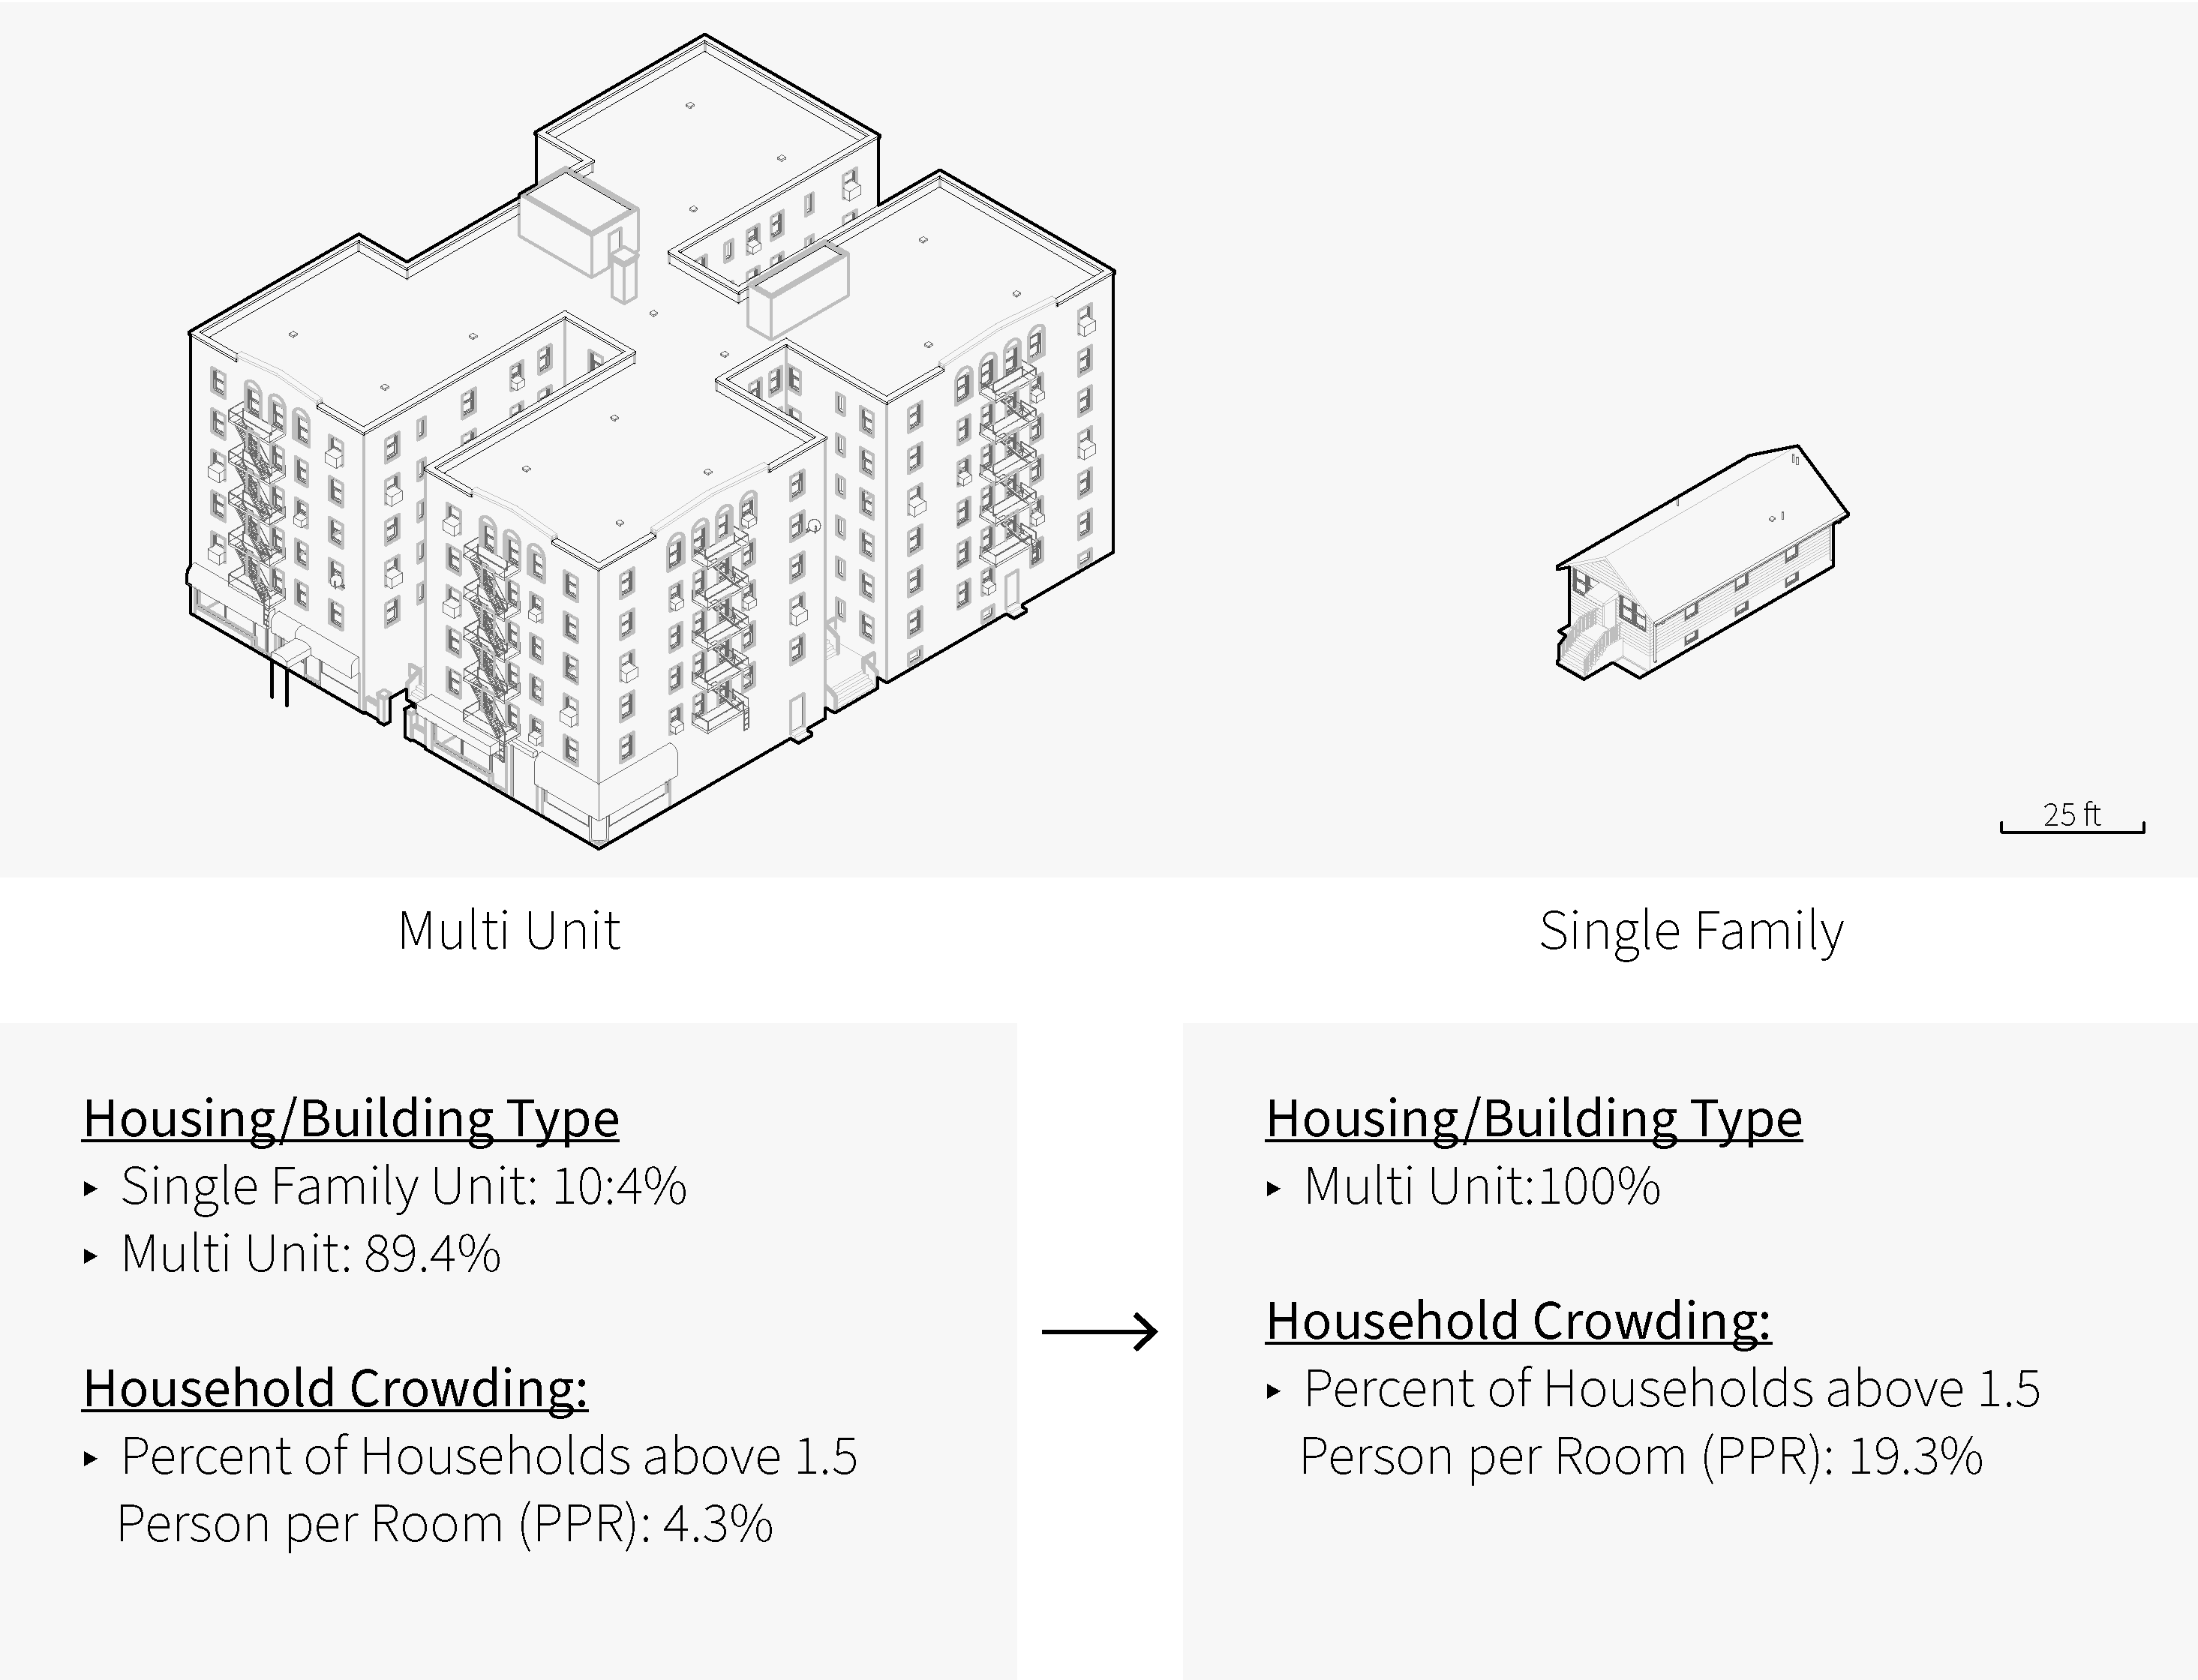 25 ft
Multi Unit
Single Family
Housing/Building Type
‣ Single Family Unit: 10:4%
‣ Multi Unit: 89.4%
Household Crowding:
‣ Percent of Households above 1.5
Person per Room (PPR): 4.3%
Housing/Building Type
‣ Multi Unit:100%
Household Crowding:
‣ Percent of Households above 1.5
Person per Room (PPR): 19.3%